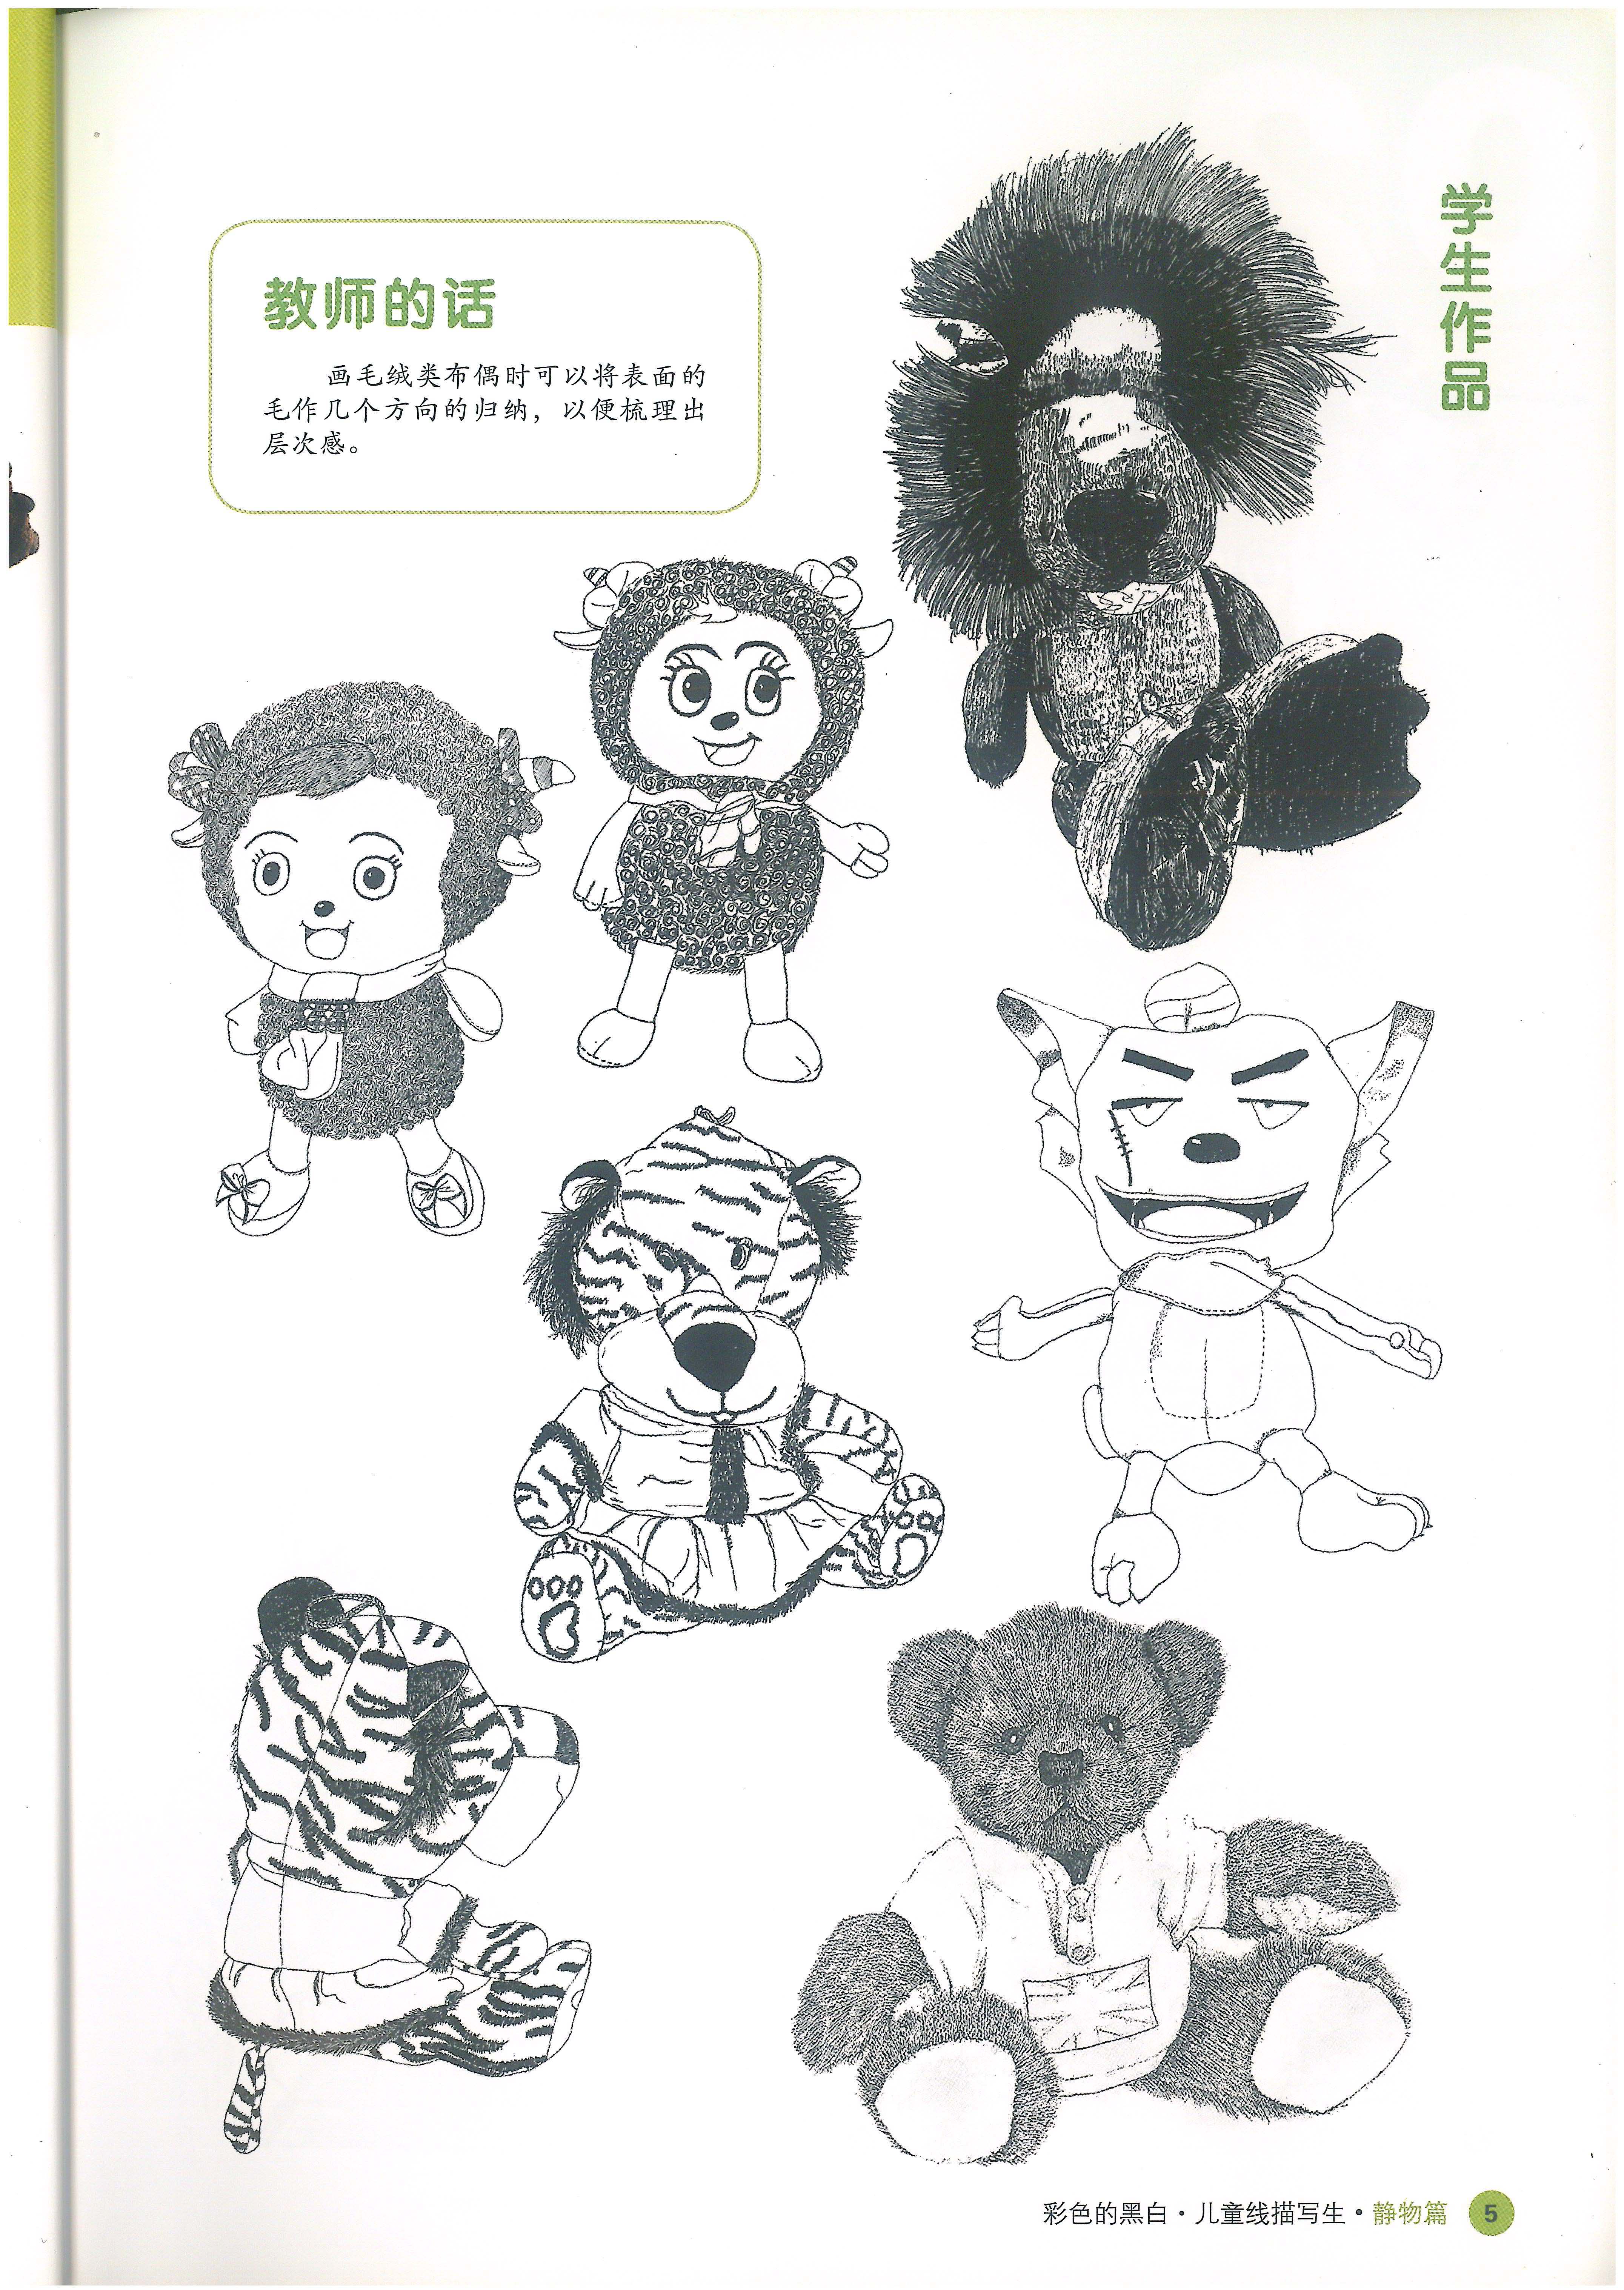 学生作品
教师的话
画毛绒类布偶时可以将表面的
毛作几个方向的归纳，以便梳理出
层次感。
彩色的黑白·儿童线描写生·静物篇 5